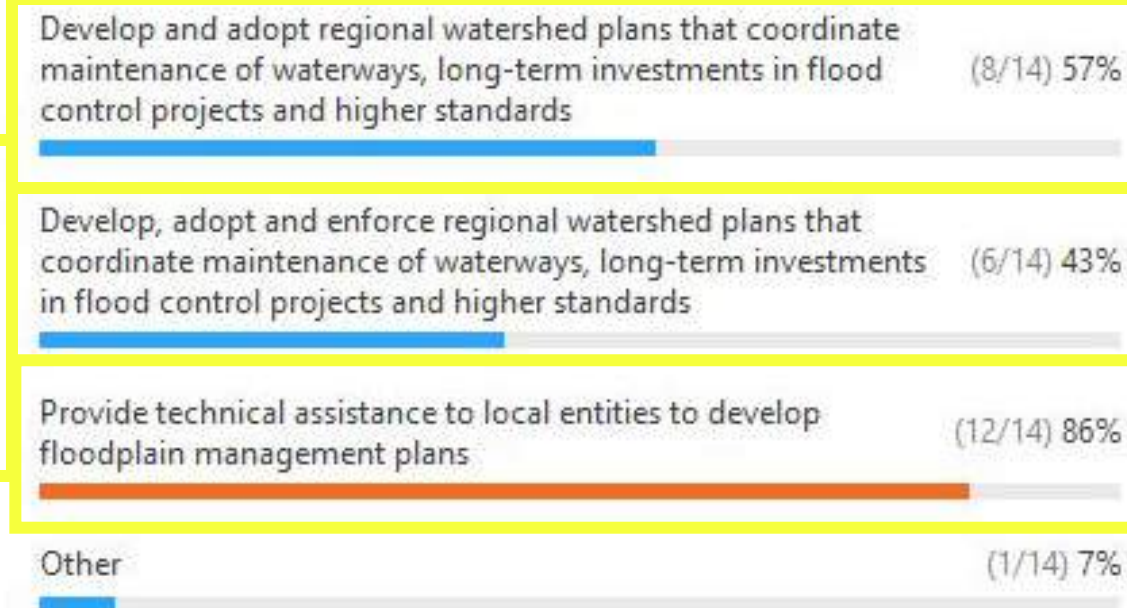 Develop and adopt regional watershed plans that coordinate
maintenance of waterways, long-term investments in flood (8/14) 57%
control projects and higher standards
Develop, adopt and enforce regional watershed plans that
coordinate maintenance of waterways, long-term investments (6/14) 43%
in flood control projects and higher standards
Provide technical assistance to local entities to develop (12/14) 86%
floodplain management plans
Other (1/14) 7%